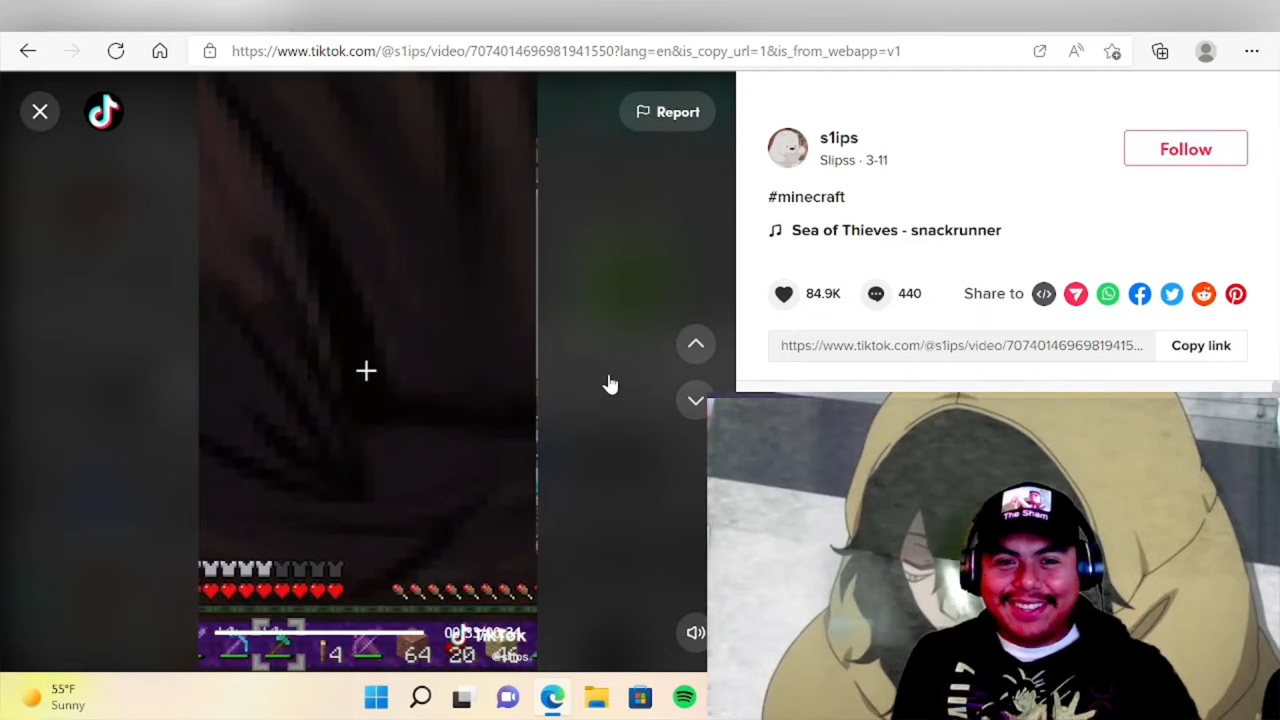 https://www.tiktok.com/@s1ips/video/7074014696981941550?lang=en&is_copy_url=1&is_from_webapp=v1
Report
s1ips
Slipss · 3-11
Follow
#minecraft
Sea of Thieves - snackrunner
84.9K
440
Share to
https://www.tiktok.com/@s1ips/video/70740146969819415...
Copy link
The Sham
TikTok
4
64
20
46
55°F
Sunny